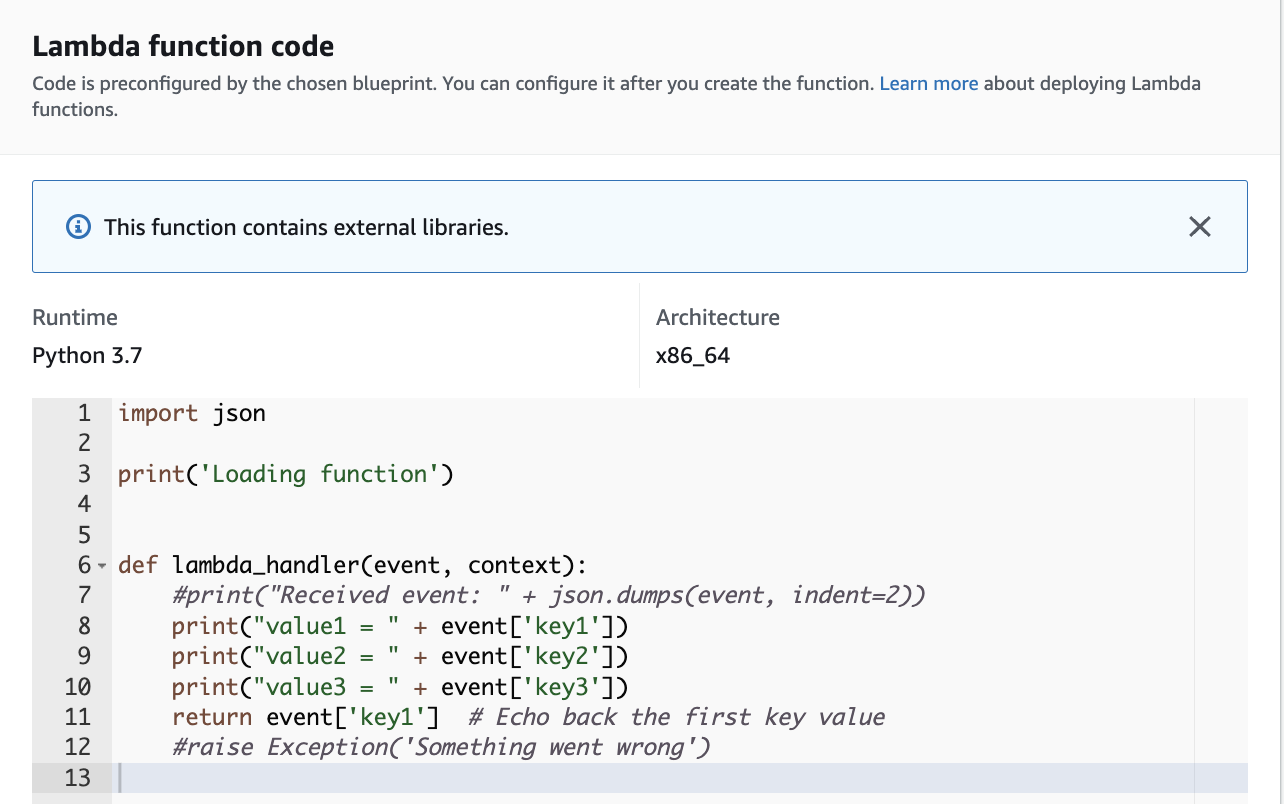 Lambda function code
Code is preconfigured by the chosen blueprint. You can configure it after you create the function. Learn more about deploying Lambda
functions.
This function contains external libraries.
Runtime
Python 3.7
Architecture
x86_64
1 import json
2
3 print('Loading function')
4
5
6 def lambda_handler(event, context):
7     #print("Received event: " + json.dumps(event, indent=2))
8     print("value1 = " + event['key1'])
9     print("value2 = " + event['key2'])
10     print("value3 = " + event['key3'])
11     return event['key1']  # Echo back the first key value
12     #raise Exception('Something went wrong')
13